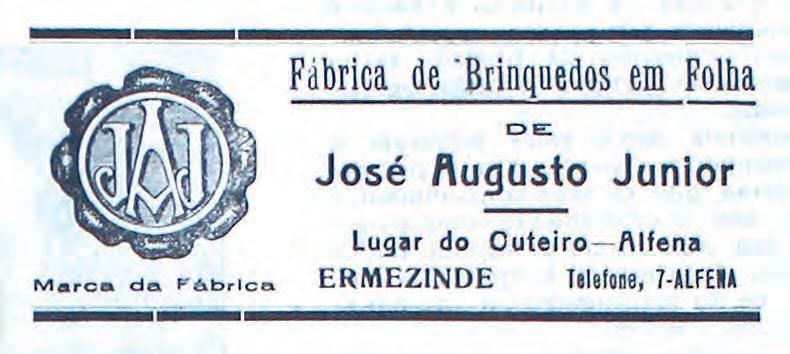 JAJ
Marca da Fábrica
Fábrica de Brinquedos em Folha
DE
José Augusto Junior
Lugar do Outeiro—Alfena
ERMEZINDE Telefone, 7-ALFENA